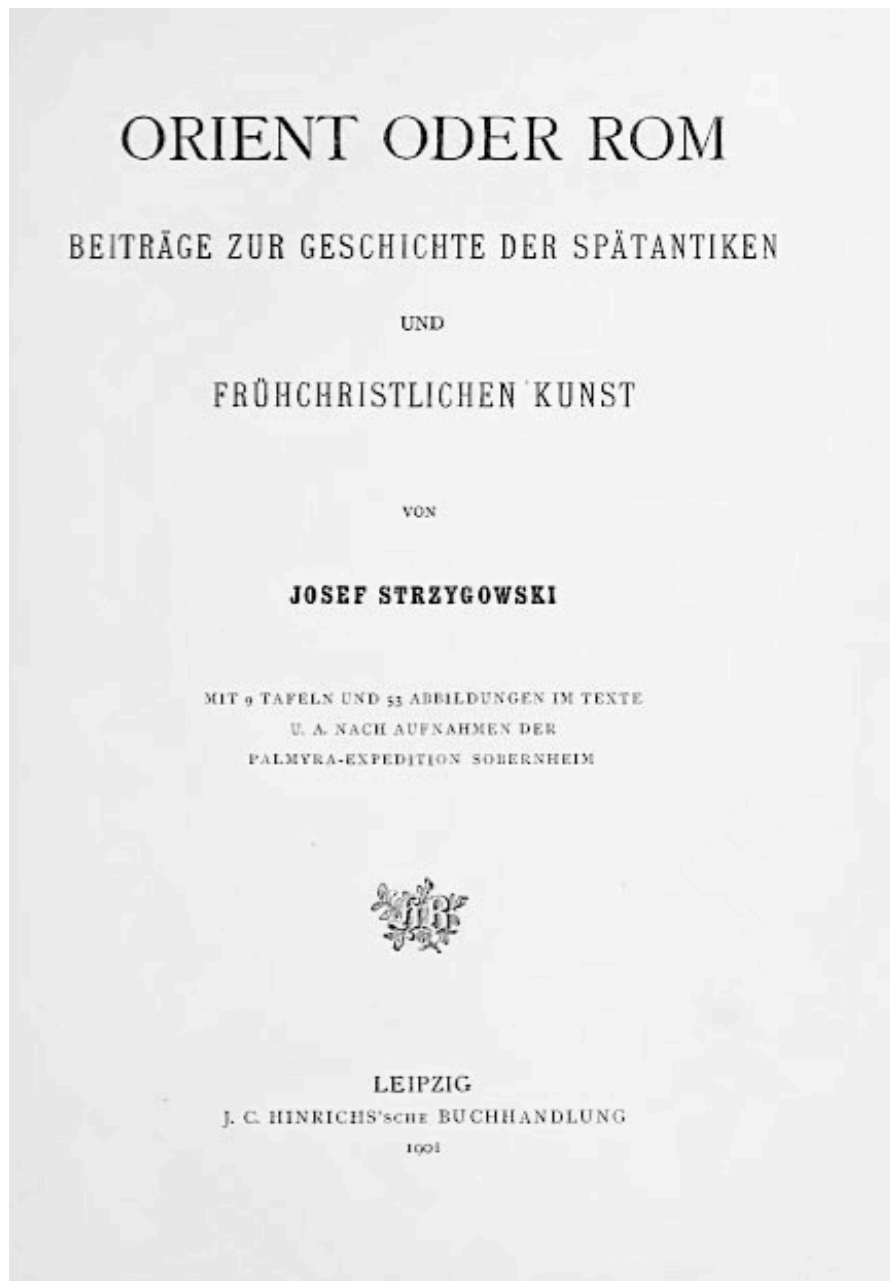 ORIENT ODER ROM
BEITRÄGE ZUR GESCHICHTE DER SPÄTANTIKEN
UND
FRÜHCHRISTLICHEN KUNST
VON
JOSEF STRZYGOWSKI
MIT 9 TAFELN UND 53 ABBILDUNGEN IM TEXTE
U. A. NACH AUFNAHMEN DER
PALMYRA-EXPEDITION SOBERNHEIM
LEIPZIG
J. C. HINRICHS'SCHE BUCHHANDLUNG
1901